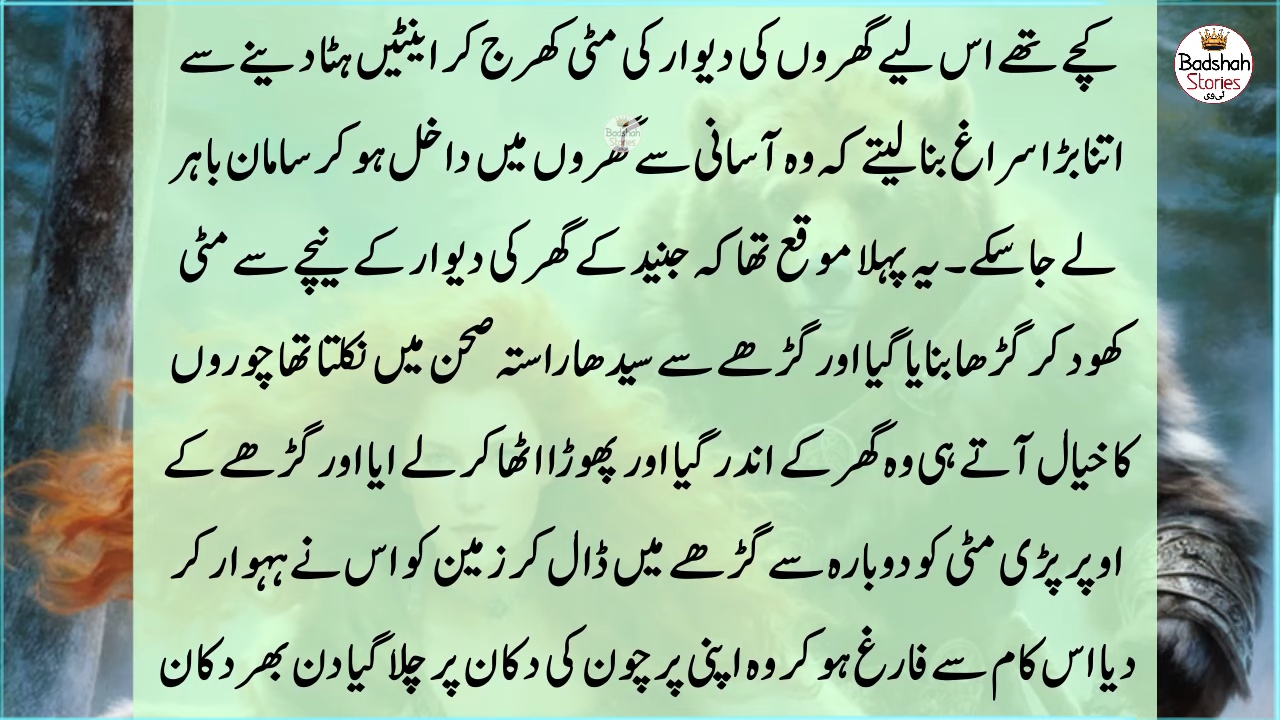 کچے تھے اس لیے گھروں کی دیوار کی مٹی کھرچ کر اینٹیں ہٹا دینے سے
اتنا بڑا سراغ بنا لیتے کہ وہ آسانی سے گھروں میں داخل ہو کر سامان باہر
لے جا سکے۔ یہ پہلا موقع تھا کہ جنید کے گھر کی دیوار کے نیچے سے مٹی
کھود کر گڑھا بنایا گیا اور گڑھے سے سیدھا راستہ صحن میں نکلتا تھا چوروں
کا خیال آتے ہی وہ گھر کے اندر گیا اور پھوڑا اٹھا کر لے ایا اور گڑھے کے
اوپر پڑی مٹی کو دوبارہ سے گڑھے میں ڈال کر زمین کو اس نے ہہوار کر
دیا اس کام سے فارغ ہو کر وہ اپنی پرچون کی دکان پر چلا گیا دن بھر دکان
Badshah
Stories
ٹی وی
Badshah
Stories